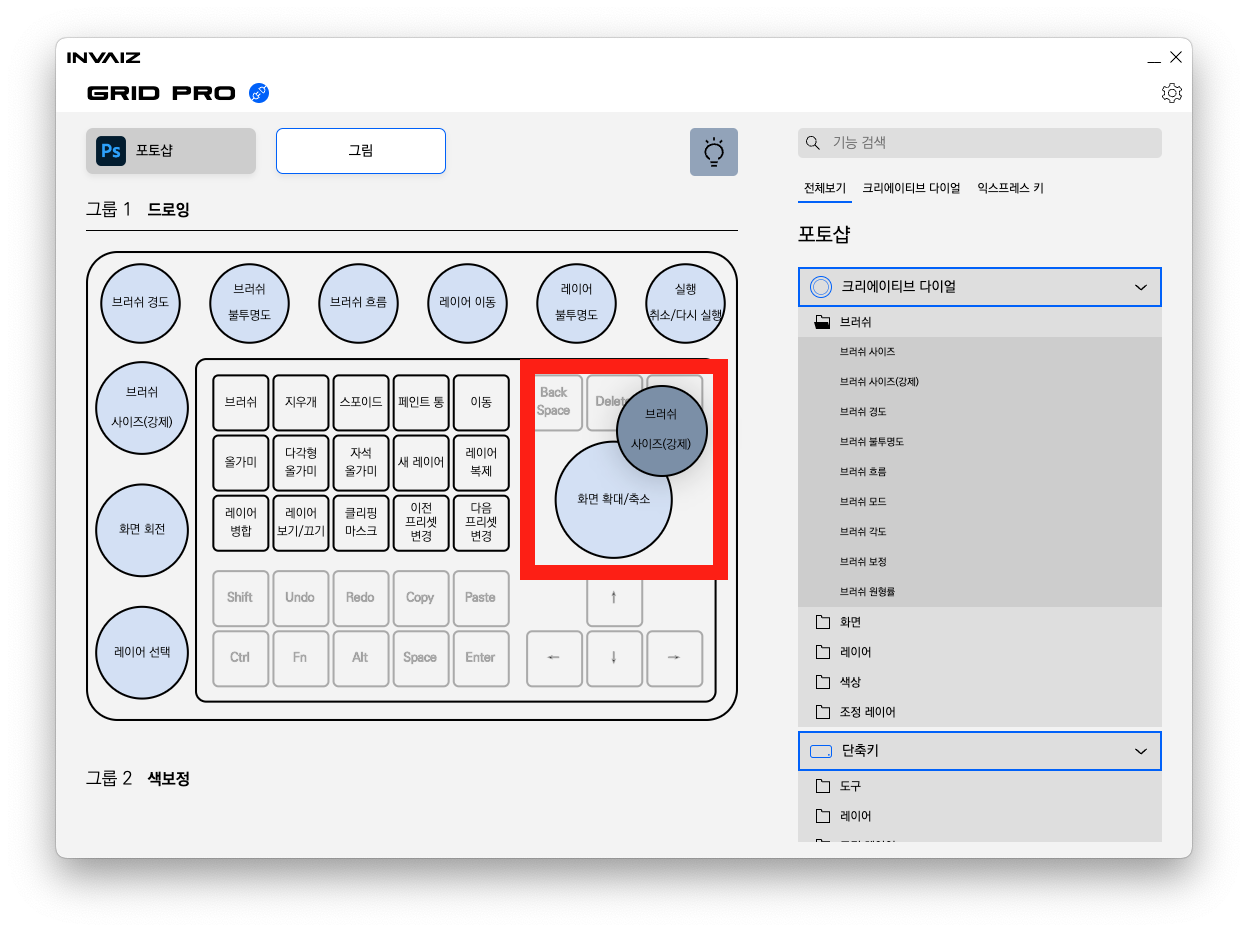 INVAIZ
GRID PRO
Ps 포토샵
그림
그룹 1 드로잉
브러쉬 경도
브러쉬
불투명도
브러쉬 흐름
레이어 이동
레이어
불투명도
실행
취소/다시 실행
브러쉬
사이즈(강제)
화면 회전
레이어 선택
브러쉬
지우개
스포이드
페인트 통
이동
올가미
다각형
올가미
자석
올가미
새 레이어
레이어
복제
레이어
병합
레이어
보기/끄기
클리핑
마스크
이전
프리셋
변경
다음
프리셋
변경
Back
Space
Delete
브러쉬
사이즈(강제)
화면 확대/축소
Shift
Undo
Redo
Copy
Paste
↑
Ctrl
Fn
Alt
Space
Enter
←
↓
→
그룹 2 색보정
기능 검색
전체보기
크리에이티브 다이얼
익스프레스 키
포토샵
크리에이티브 다이얼
브러쉬
브러쉬 사이즈
브러쉬 사이즈(강제)
브러쉬 경도
브러쉬 불투명도
브러쉬 흐름
브러쉬 모드
브러쉬 각도
브러쉬 보정
브러쉬 원형률
화면
레이어
색상
조정 레이어
단축키
도구
레이어